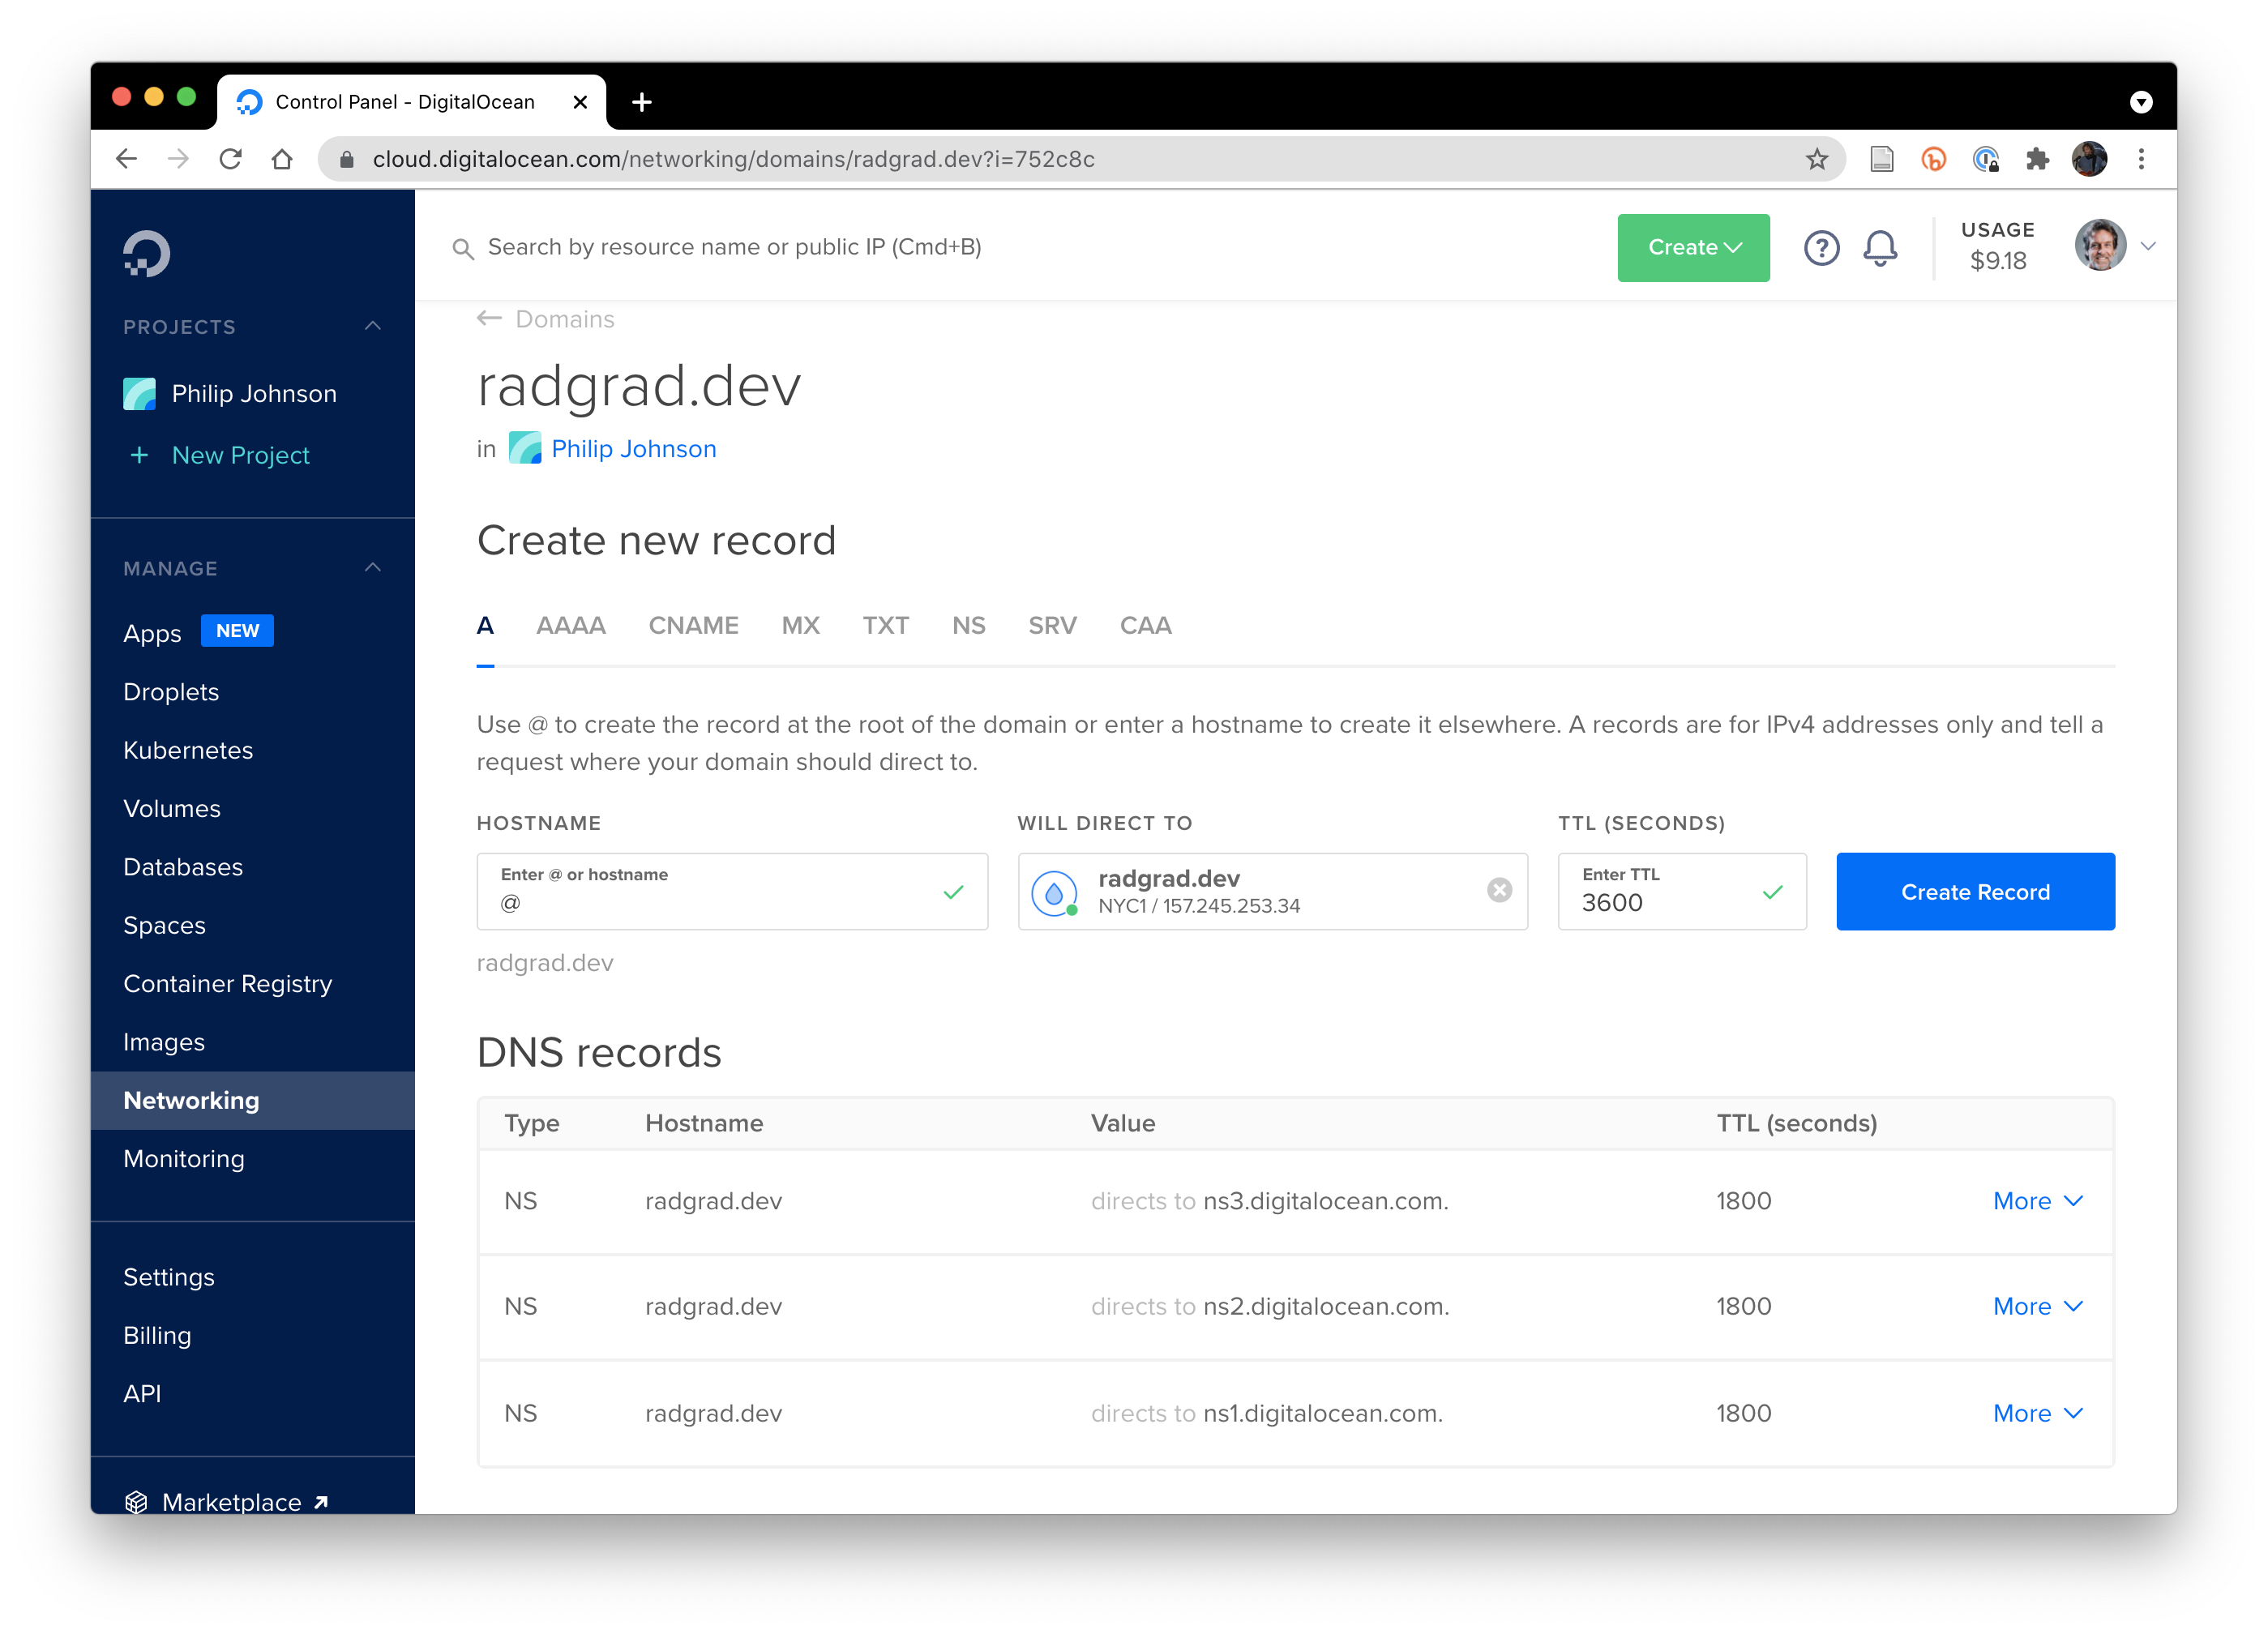 Control Panel - DigitalOcean
cloud.digitalocean.com/networking/domains/radgrad.dev?i=752c8c
Search by resource name or public IP (Cmd+B)
Create
USAGE
$9.18
PROJECTS
Philip Johnson
+ New Project
MANAGE
Apps NEW
Droplets
Kubernetes
Volumes
Databases
Spaces
Container Registry
Images
Networking
Monitoring
Settings
Billing
API
Marketplace
← Domains
radgrad.dev
in Philip Johnson
Create new record
A AAAA CNAME MX TXT NS SRV CAA
Use @ to create the record at the root of the domain or enter a hostname to create it elsewhere. A records are for IPv4 addresses only and tell a
request where your domain should direct to.
HOSTNAME WILL DIRECT TO TTL (SECONDS)
Enter @ or hostname
@
radgrad.dev
NYC1 / 157.245.253.34
Enter TTL
3600
Create Record
radgrad.dev
DNS records
Type Hostname Value TTL (seconds)
NS radgrad.dev directs to ns3.digitalocean.com. 1800 More
NS radgrad.dev directs to ns2.digitalocean.com. 1800 More
NS radgrad.dev directs to ns1.digitalocean.com. 1800 More